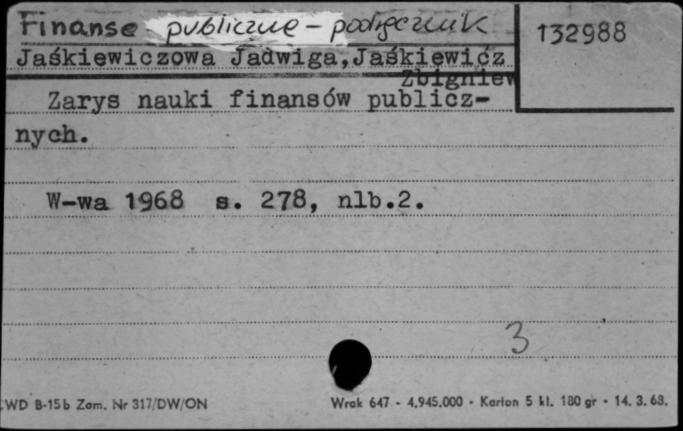 Finanse publiczne - podręcznik
132988
Jaśkiewiczowa Jadwiga, Jaśkiewicz
Zbigniew
Zarys nauki finansów publicz-
nych.
W-wa 1968 s. 278, nlb.2.
3
WD B-15b Zam. Nr 317/DW/ON Wrak 647 - 4.945.000 - Karton 5 kl. 180 gr - 14. 3. 68.